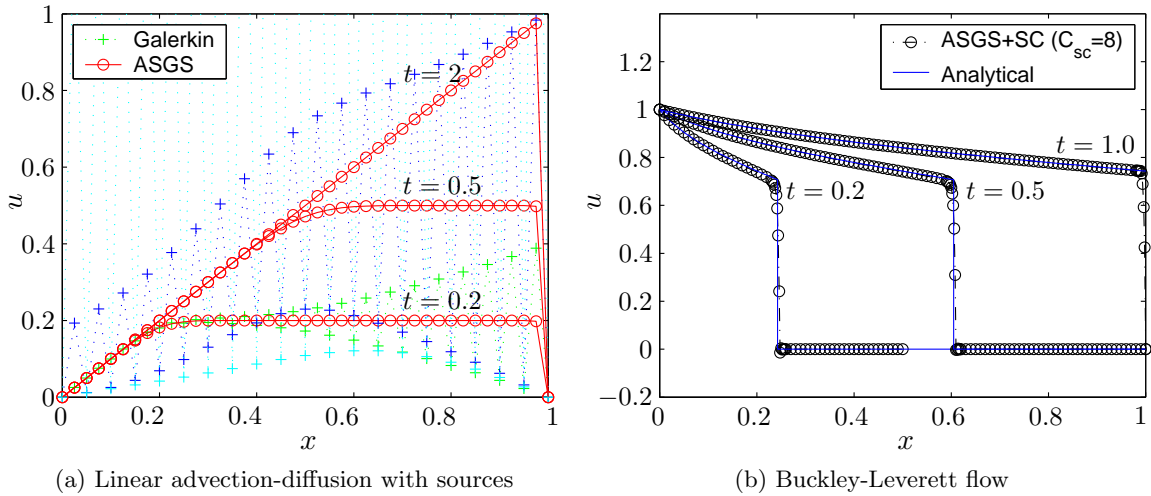 Galerkin
ASGS
t = 2
t = 0.5
t = 0.2
1
0.8
0.6
0.4
0.2
0
0 0.2 0.4 0.6 0.8 1
u
x
(a) Linear advection-diffusion with sources
ASGS+SC (C_sc=8)
Analytical
t = 1.0
t = 0.2
t = 0.5
1.2
1
0.8
0.6
0.4
0.2
0
−0.2
0 0.2 0.4 0.6 0.8 1
u
x
(b) Buckley-Leverett flow